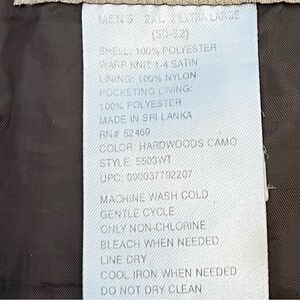 MEN'S 2XL 2 EXTRA LARGE
(50-52)
SHELL: 100% POLYESTER
WARP KNIT 1-4 SATIN
LINING: 100% NYLON
POCKETING LINING:
100% POLYESTER
MADE IN SRI LANKA
RN# 52469
COLOR: HARDWOODS CAMO
STYLE: 5503WT
UPC: 090037792207
MACHINE WASH COLD
GENTLE CYCLE
ONLY NON-CHLORINE
BLEACH WHEN NEEDED
LINE DRY
COOL IRON WHEN NEEDED
DO NOT DRY CLEAN